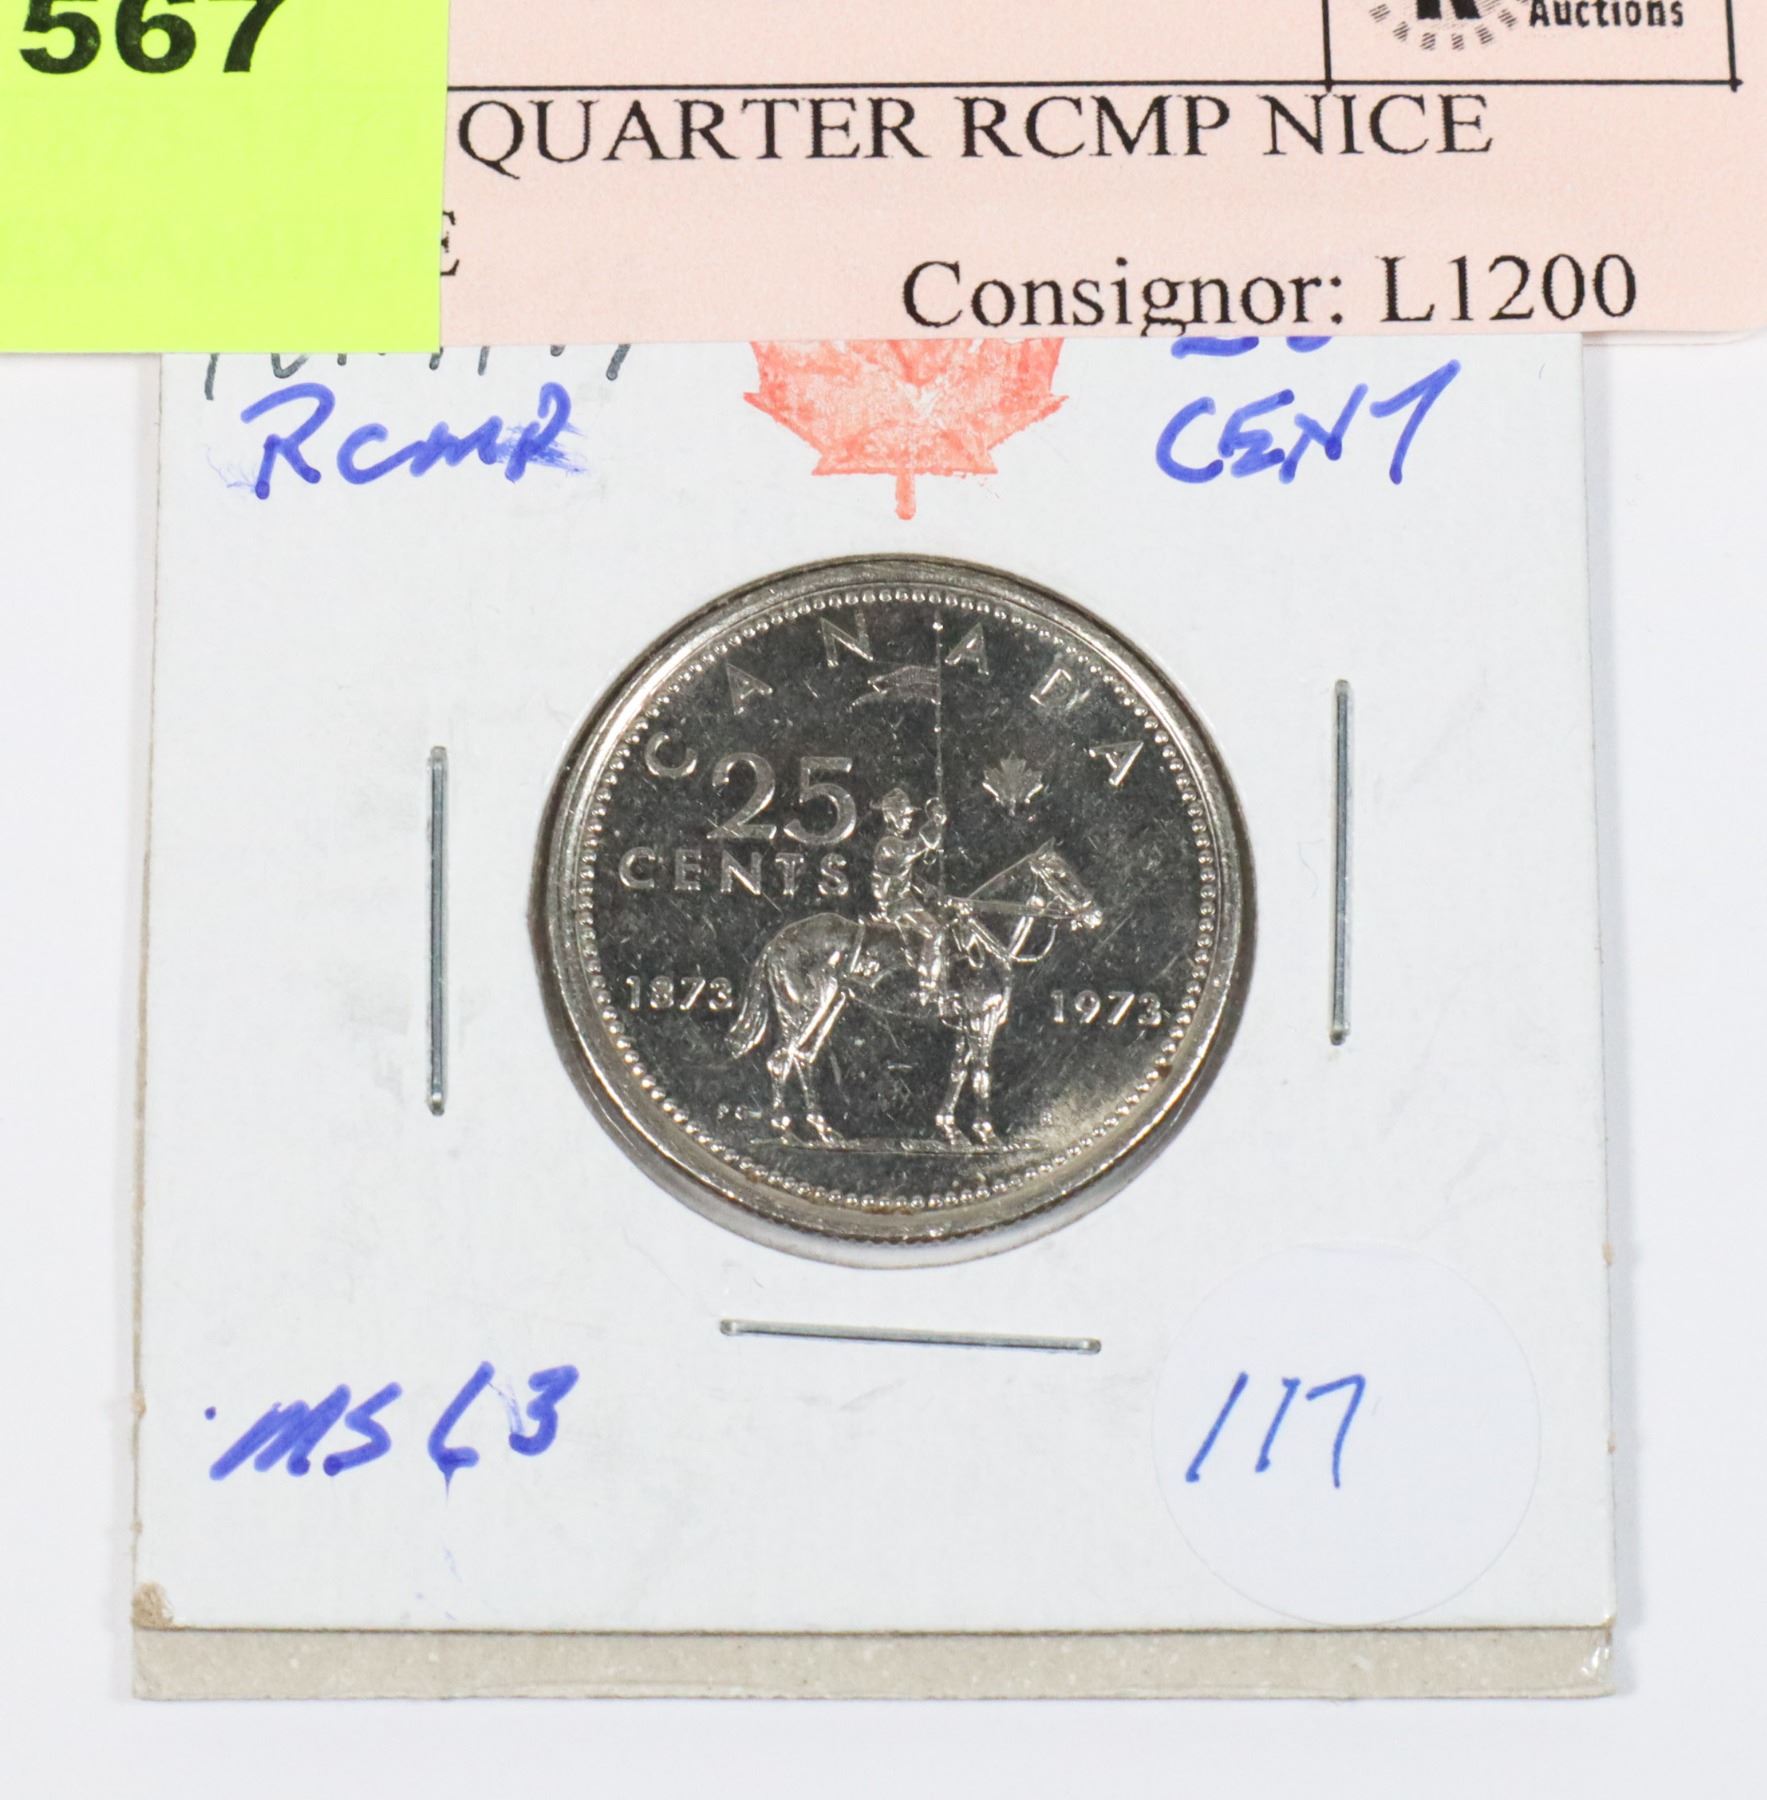 567
Auctions
QUARTER RCMP NICE
E
Consignor: L1200
RCMP
CENT
CANADA
25
CENTS
1873
1973
MS 63
117